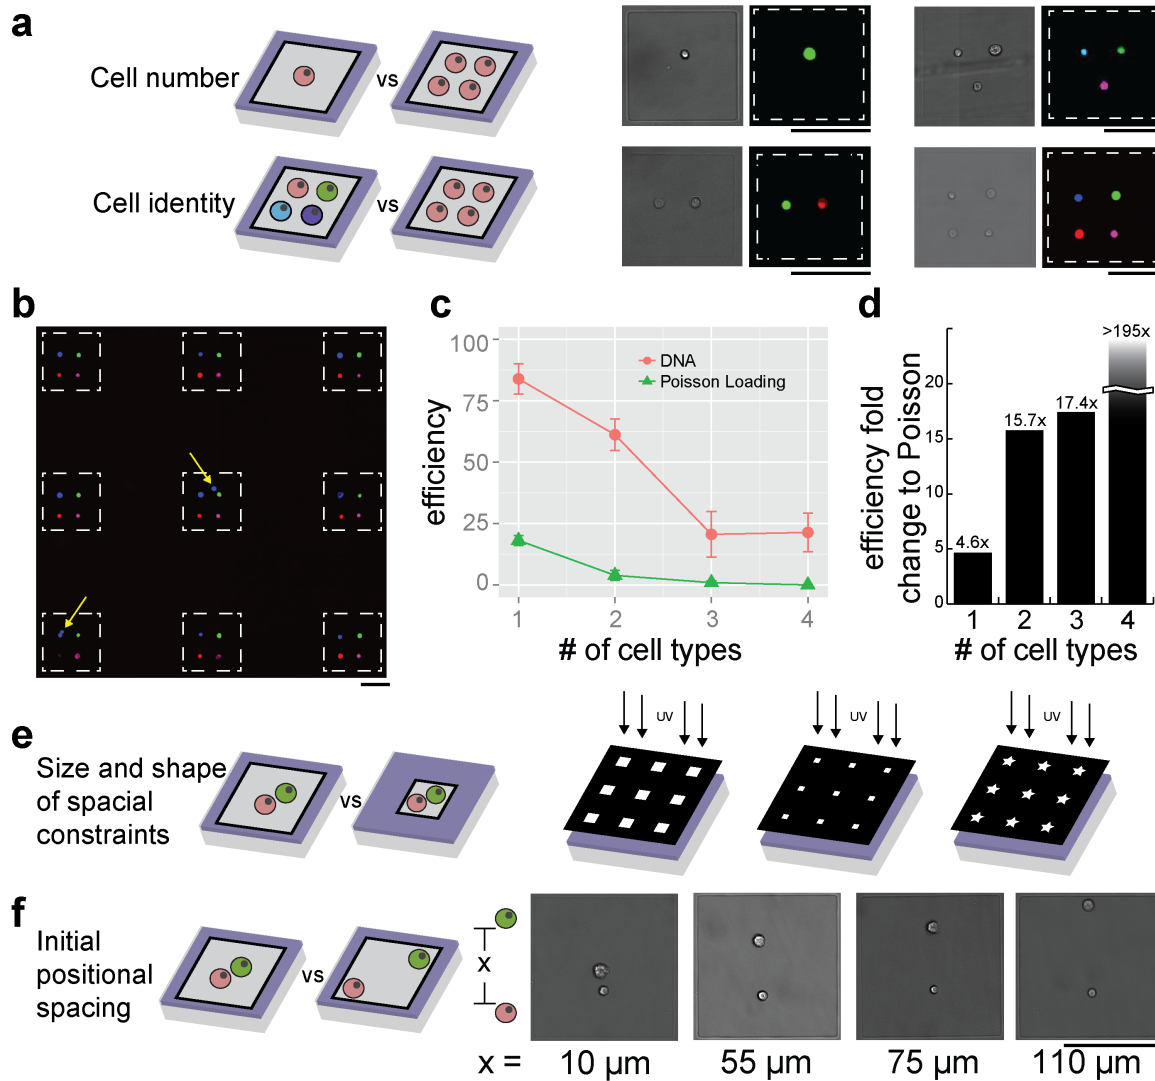 a
Cell number
vs
Cell identity
vs
b
c
100
75
50
25
0
efficiency
DNA
Poisson Loading
1 2 3 4
# of cell types
d
efficiency fold
change to Poisson
20
15
10
5
0
4.6x
15.7x
17.4x
>195x
1 2 3 4
# of cell types
e
Size and shape
of spacial
constraints
vs
UV
UV
UV
f
Initial
positional
spacing
vs
x
x = 10 µm 55 µm 75 µm 110 µm